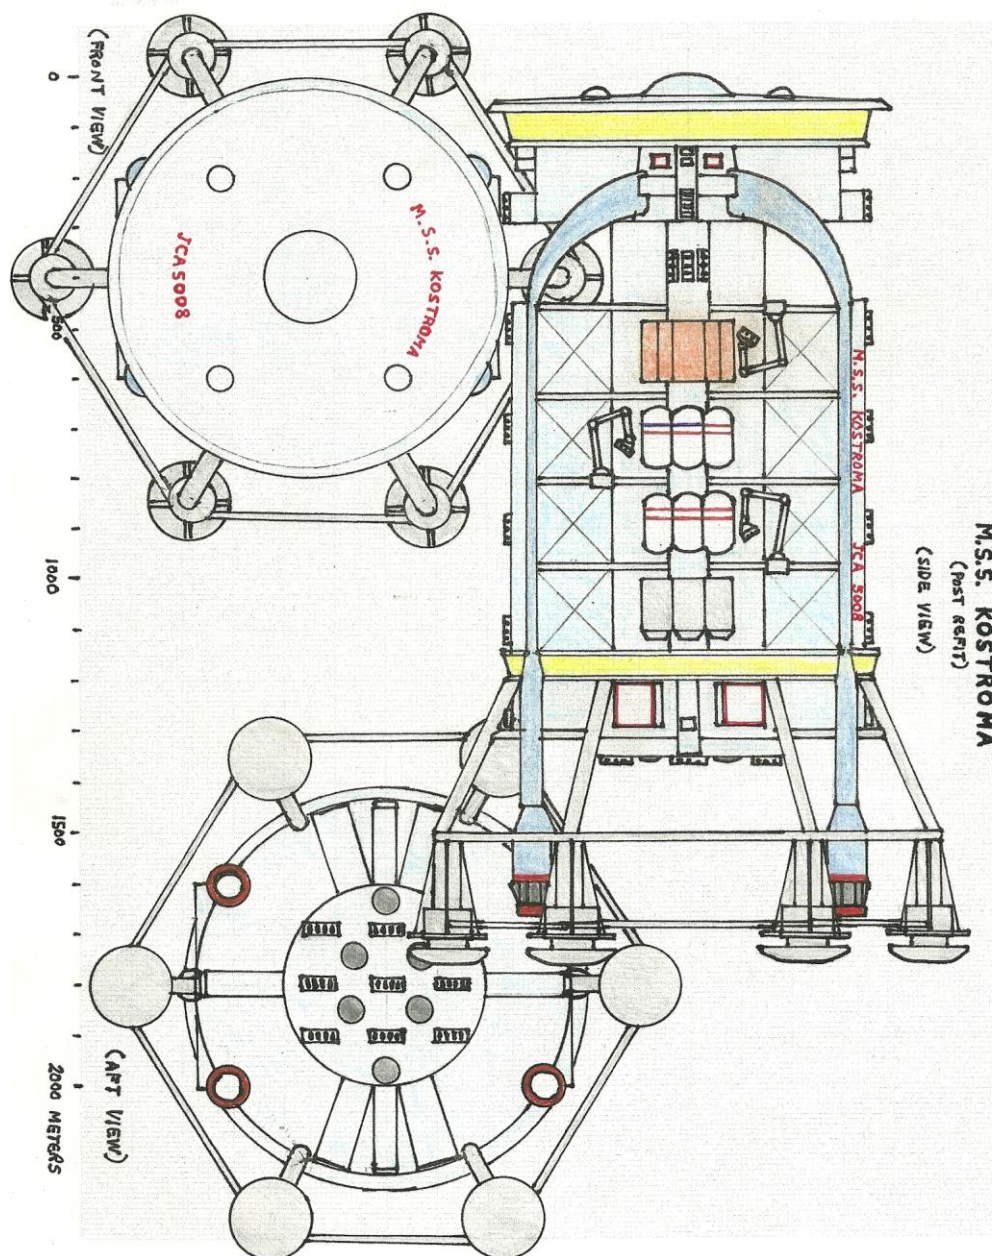 M.S.S. KOSTROMA
(POST REFIT)
(SIDE VIEW)
M.S.S. KOSTROMA JCA 5008
(FRONT VIEW)
M.S.S. KOSTROMA
JCA5008
(AFT VIEW)
0
500
1000
1500
2000 METERS